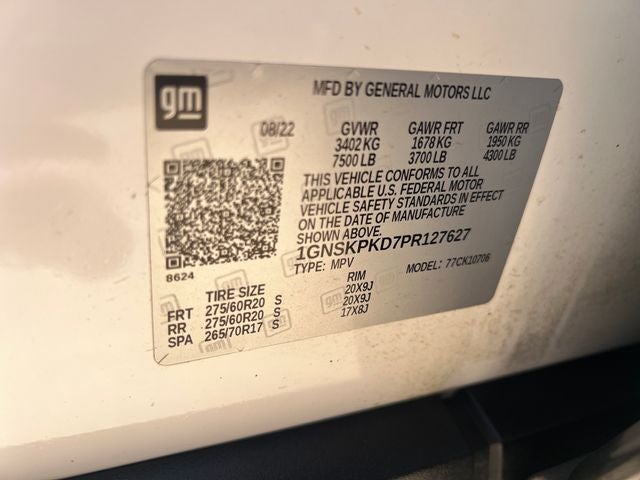 gm
MFD BY GENERAL MOTORS LLC
08/22 GVWR GAWR FRT GAWR RR
3402 KG 1678 KG 1950 KG
7500 LB 3700 LB 4300 LB
THIS VEHICLE CONFORMS TO ALL
APPLICABLE U.S. FEDERAL MOTOR
VEHICLE SAFETY STANDARDS IN EFFECT
ON THE DATE OF MANUFACTURE
SHOWN ABOVE.
1GNSKPKD7PR127627
8624
TYPE: MPV MODEL: 77CK10706
TIRE SIZE RIM
FRT 275/60R20 S 20X9J
RR 275/60R20 S 20X9J
SPA 265/70R17 S 17X8J